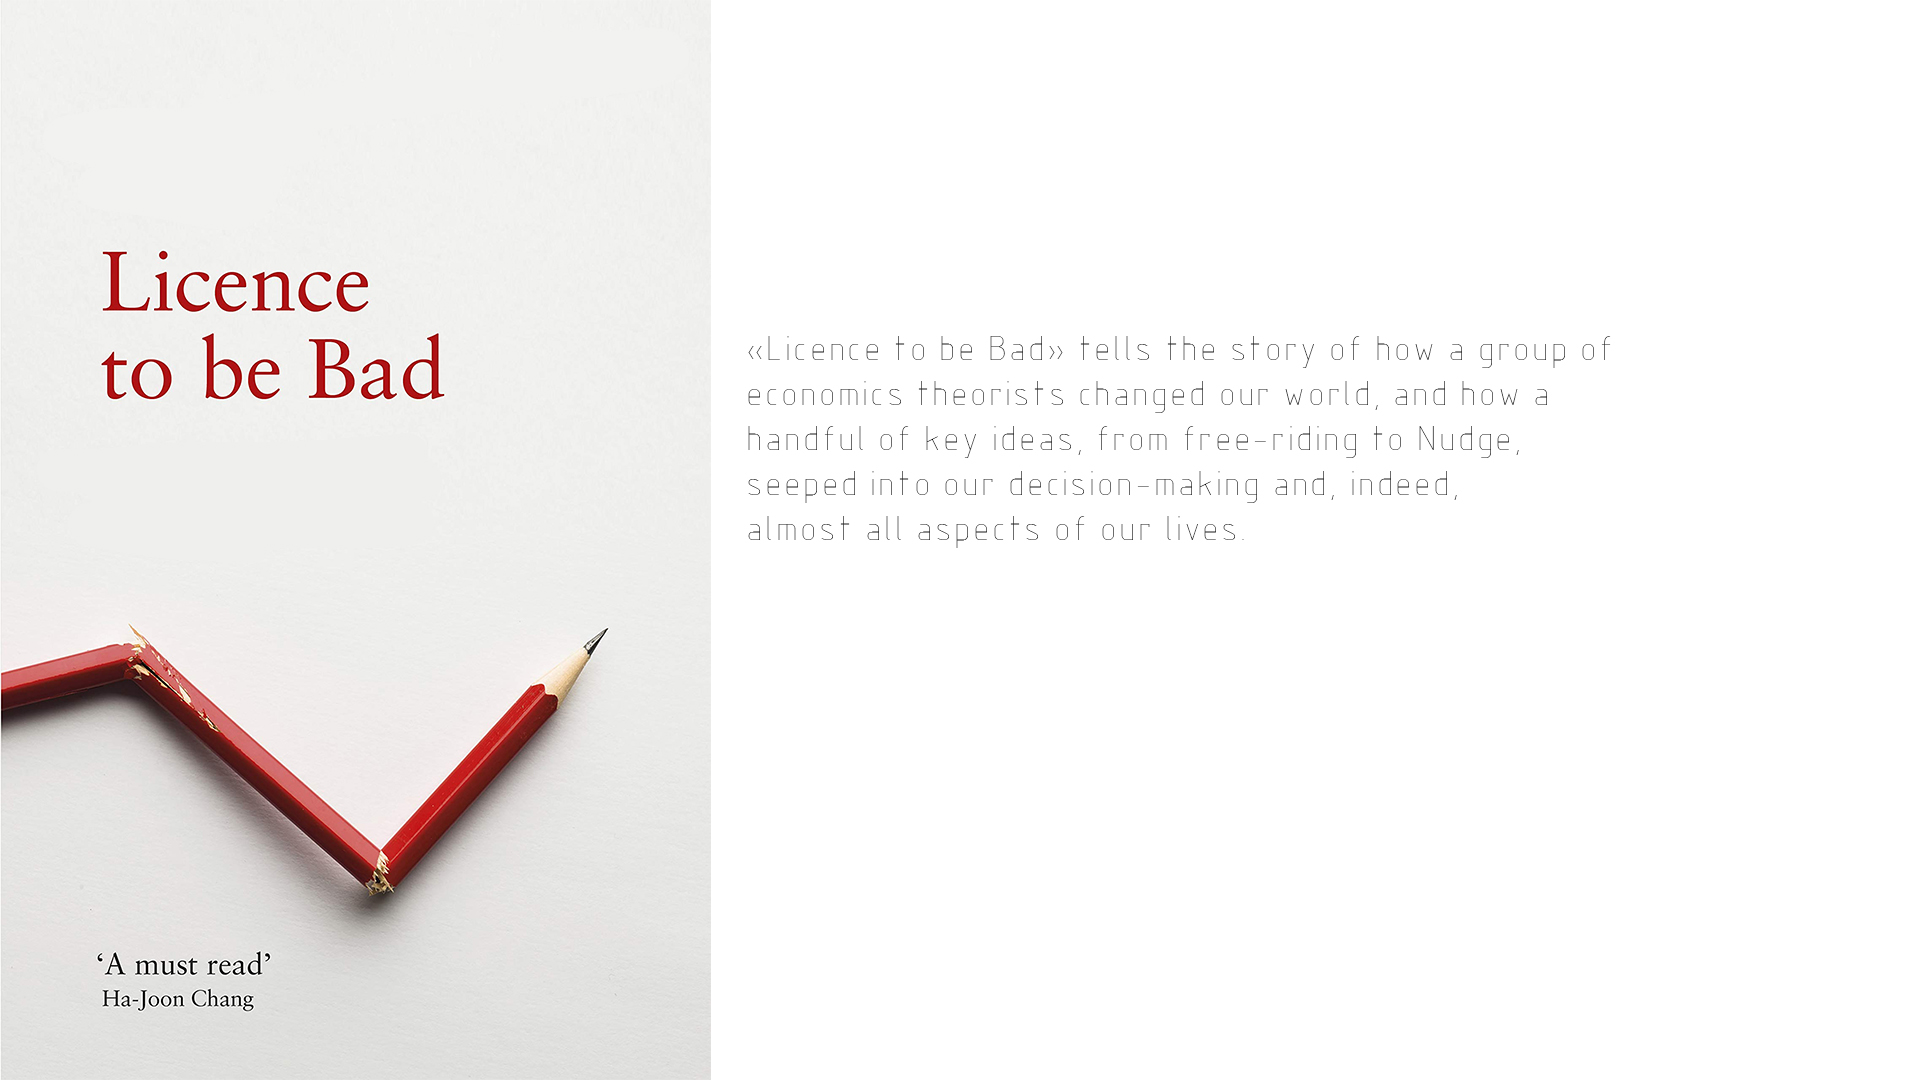 Licence
to be Bad
‘A must read’
Ha-Joon Chang
«Licence to be Bad» tells the story of how a group of
economics theorists changed our world, and how a
handful of key ideas, from free-riding to Nudge,
seeped into our decision-making and, indeed,
almost all aspects of our lives.